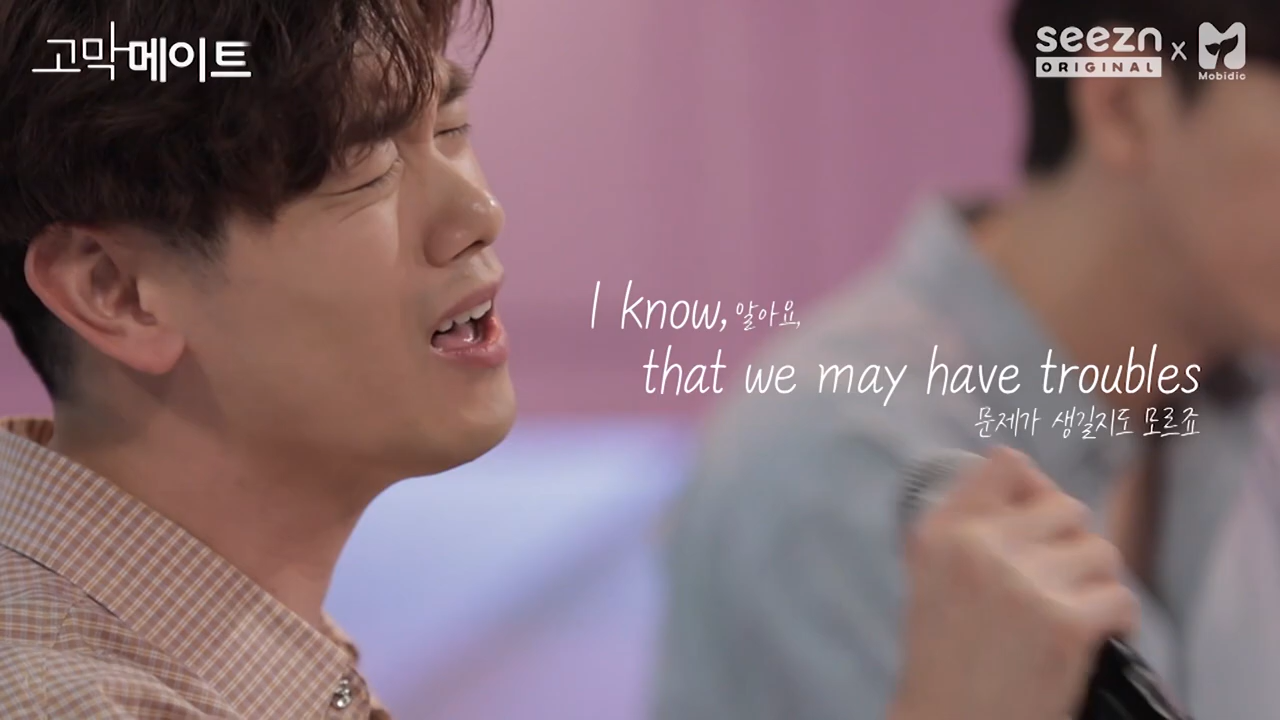 고막메이트
seezn x
ORIGINAL
Mobidic
I know, 알아요,
that we may have troubles
문제가 생길지도 모르죠